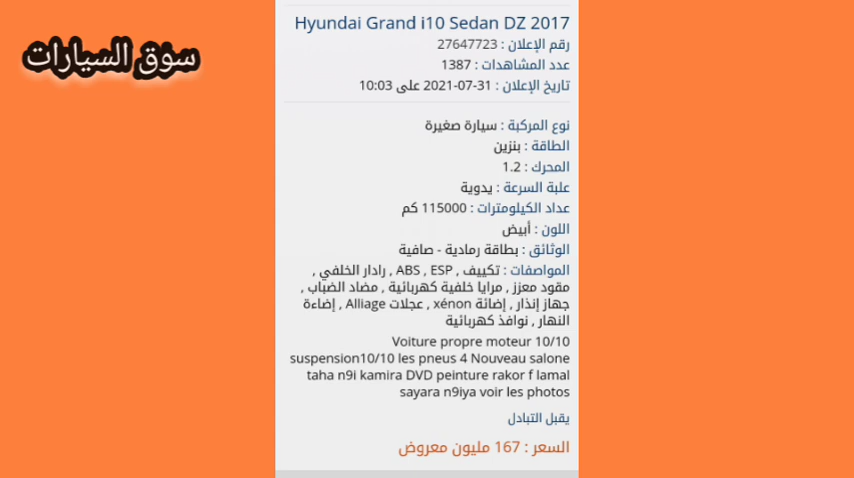 سوق السيارات
Hyundai Grand i10 Sedan DZ 2017
رقم الإعلان : 27647723
عدد المشاهدات : 1387
تاريخ الإعلان : 31-07-2021 على 10:03
نوع المركبة : سيارة صغيرة
الطاقة : بنزين
المحرك : 1.2
علبة السرعة : يدوية
عداد الكيلومترات : 115000 كم
اللون : أبيض
الوثائق : بطاقة رمادية - صافية
المواصفات : تكييف , ABS , ESP , رادار الخلفي ,
مقود معزز , مرايا خلفية كهربائية , مضاد الضباب ,
جهاز إنذار , إضائة xénon , عجلات Alliage , إضاءة
النهار , نوافذ كهربائية
Voiture propre moteur 10/10
suspension10/10 les pneus 4 Nouveau salone
taha n9i kamira DVD peinture rakor f lamal
sayara n9iya voir les photos
يقبل التبادل
السعر : 167 مليون معروض